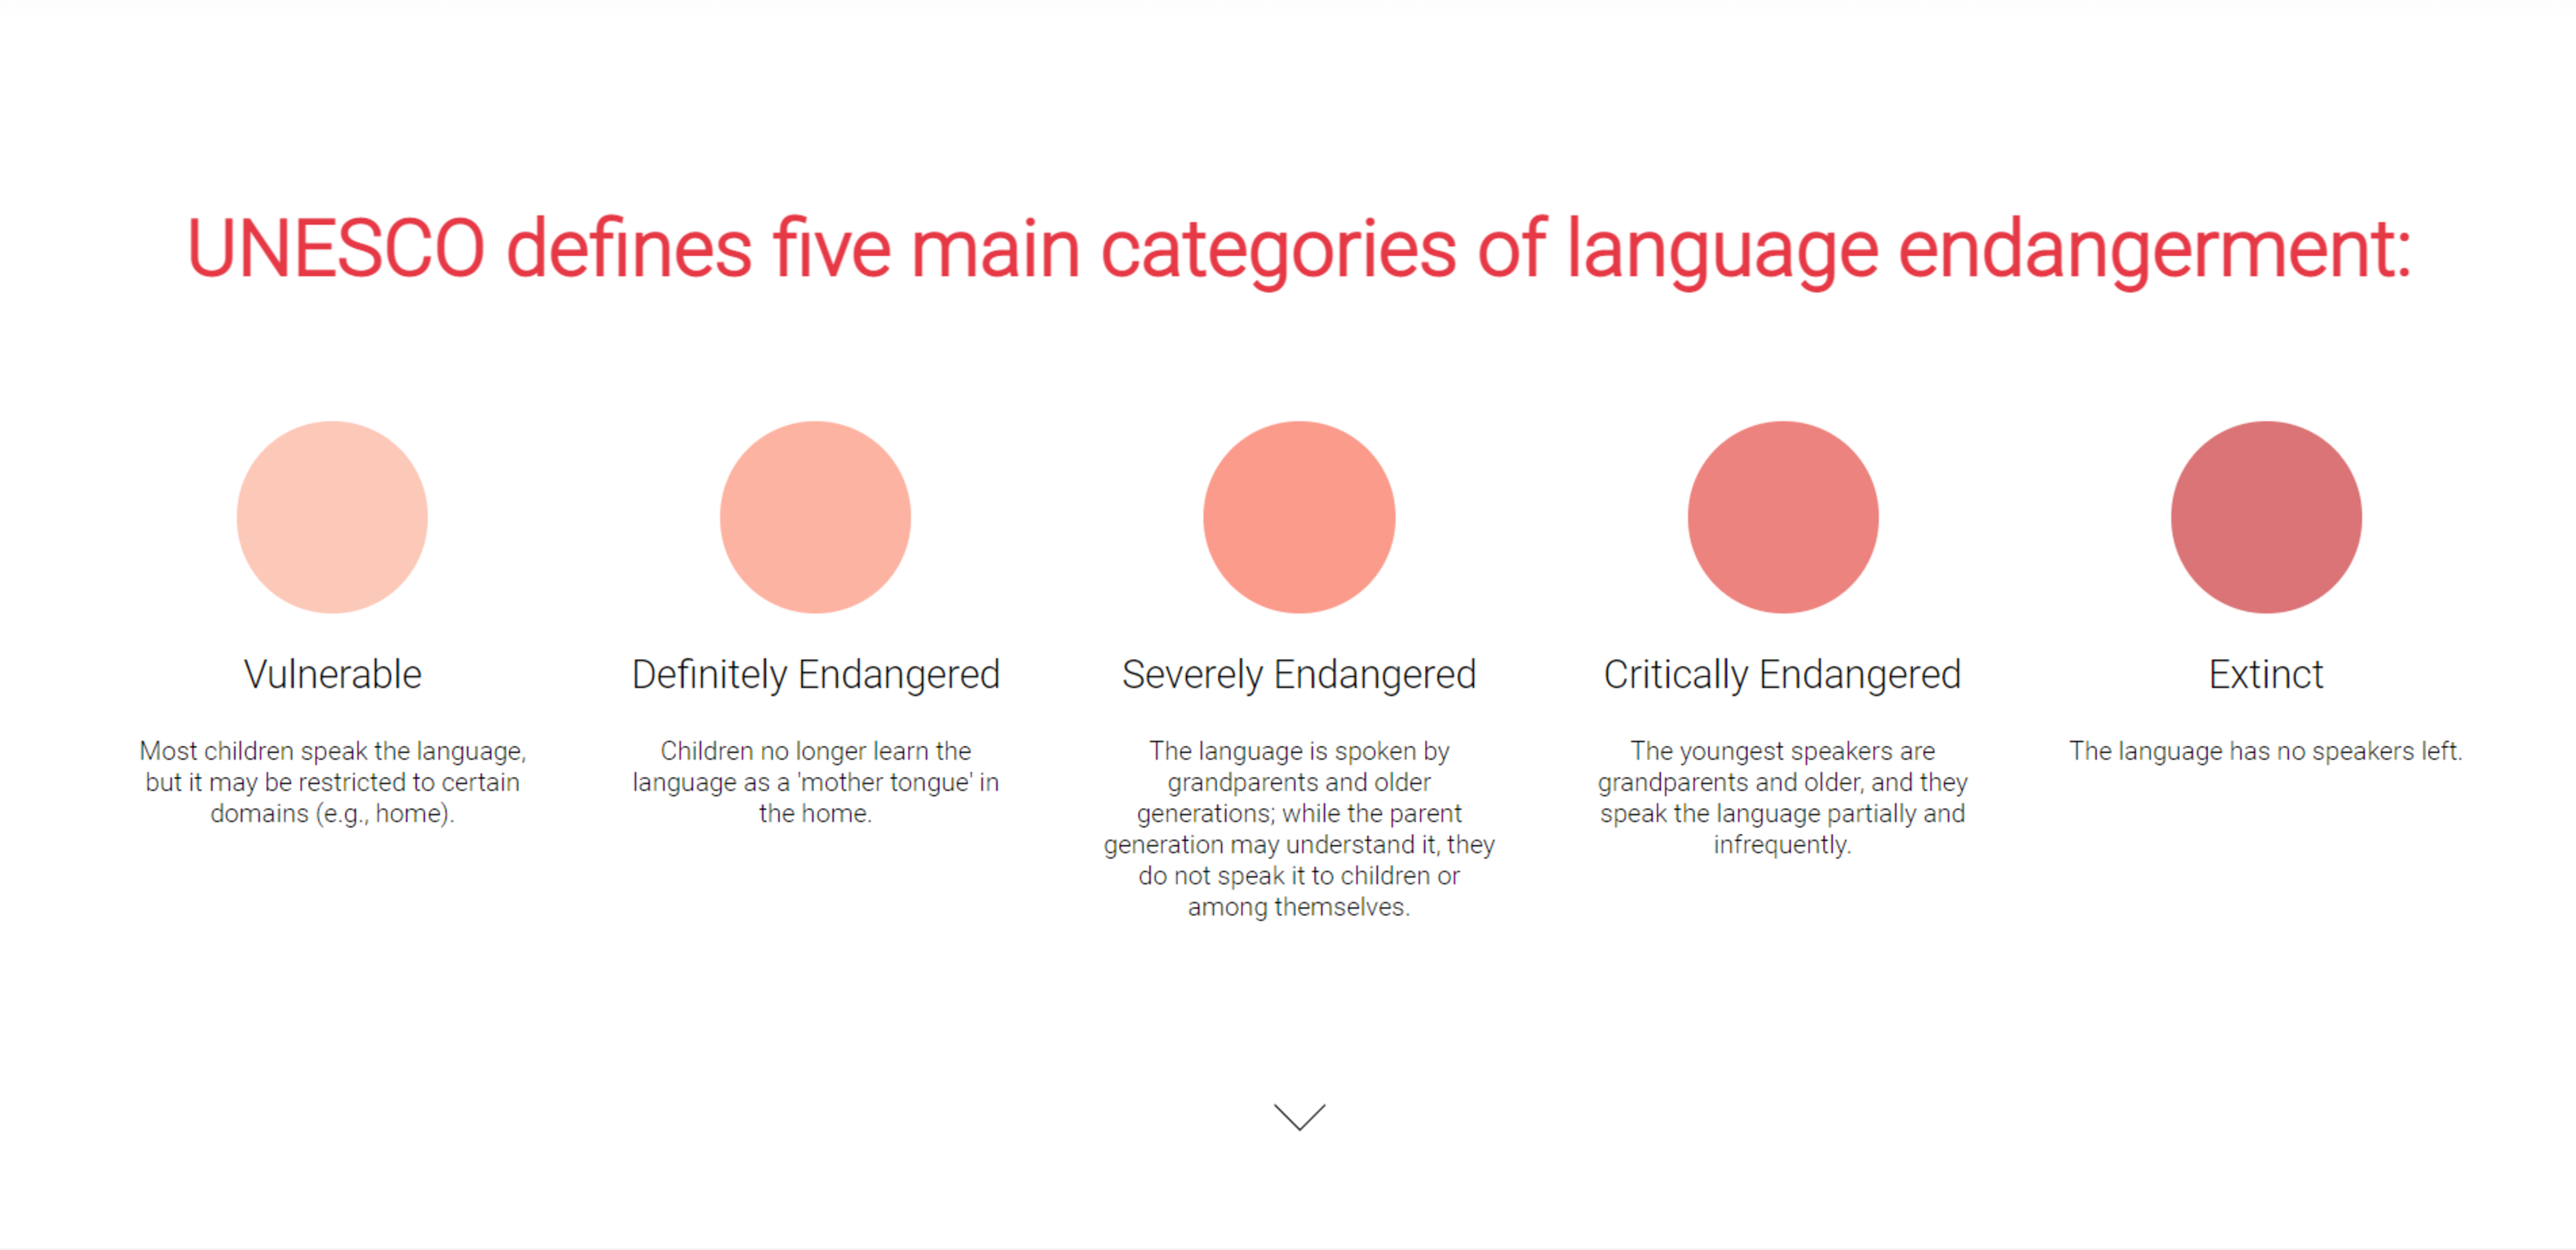 UNESCO defines five main categories of language endangerment:
Vulnerable
Most children speak the language,
but it may be restricted to certain
domains (e.g., home).
Definitely Endangered
Children no longer learn the
language as a 'mother tongue' in
the home.
Severely Endangered
The language is spoken by
grandparents and older
generations; while the parent
generation may understand it, they
do not speak it to children or
among themselves.
Critically Endangered
The youngest speakers are
grandparents and older, and they
speak the language partially and
infrequently.
Extinct
The language has no speakers left.